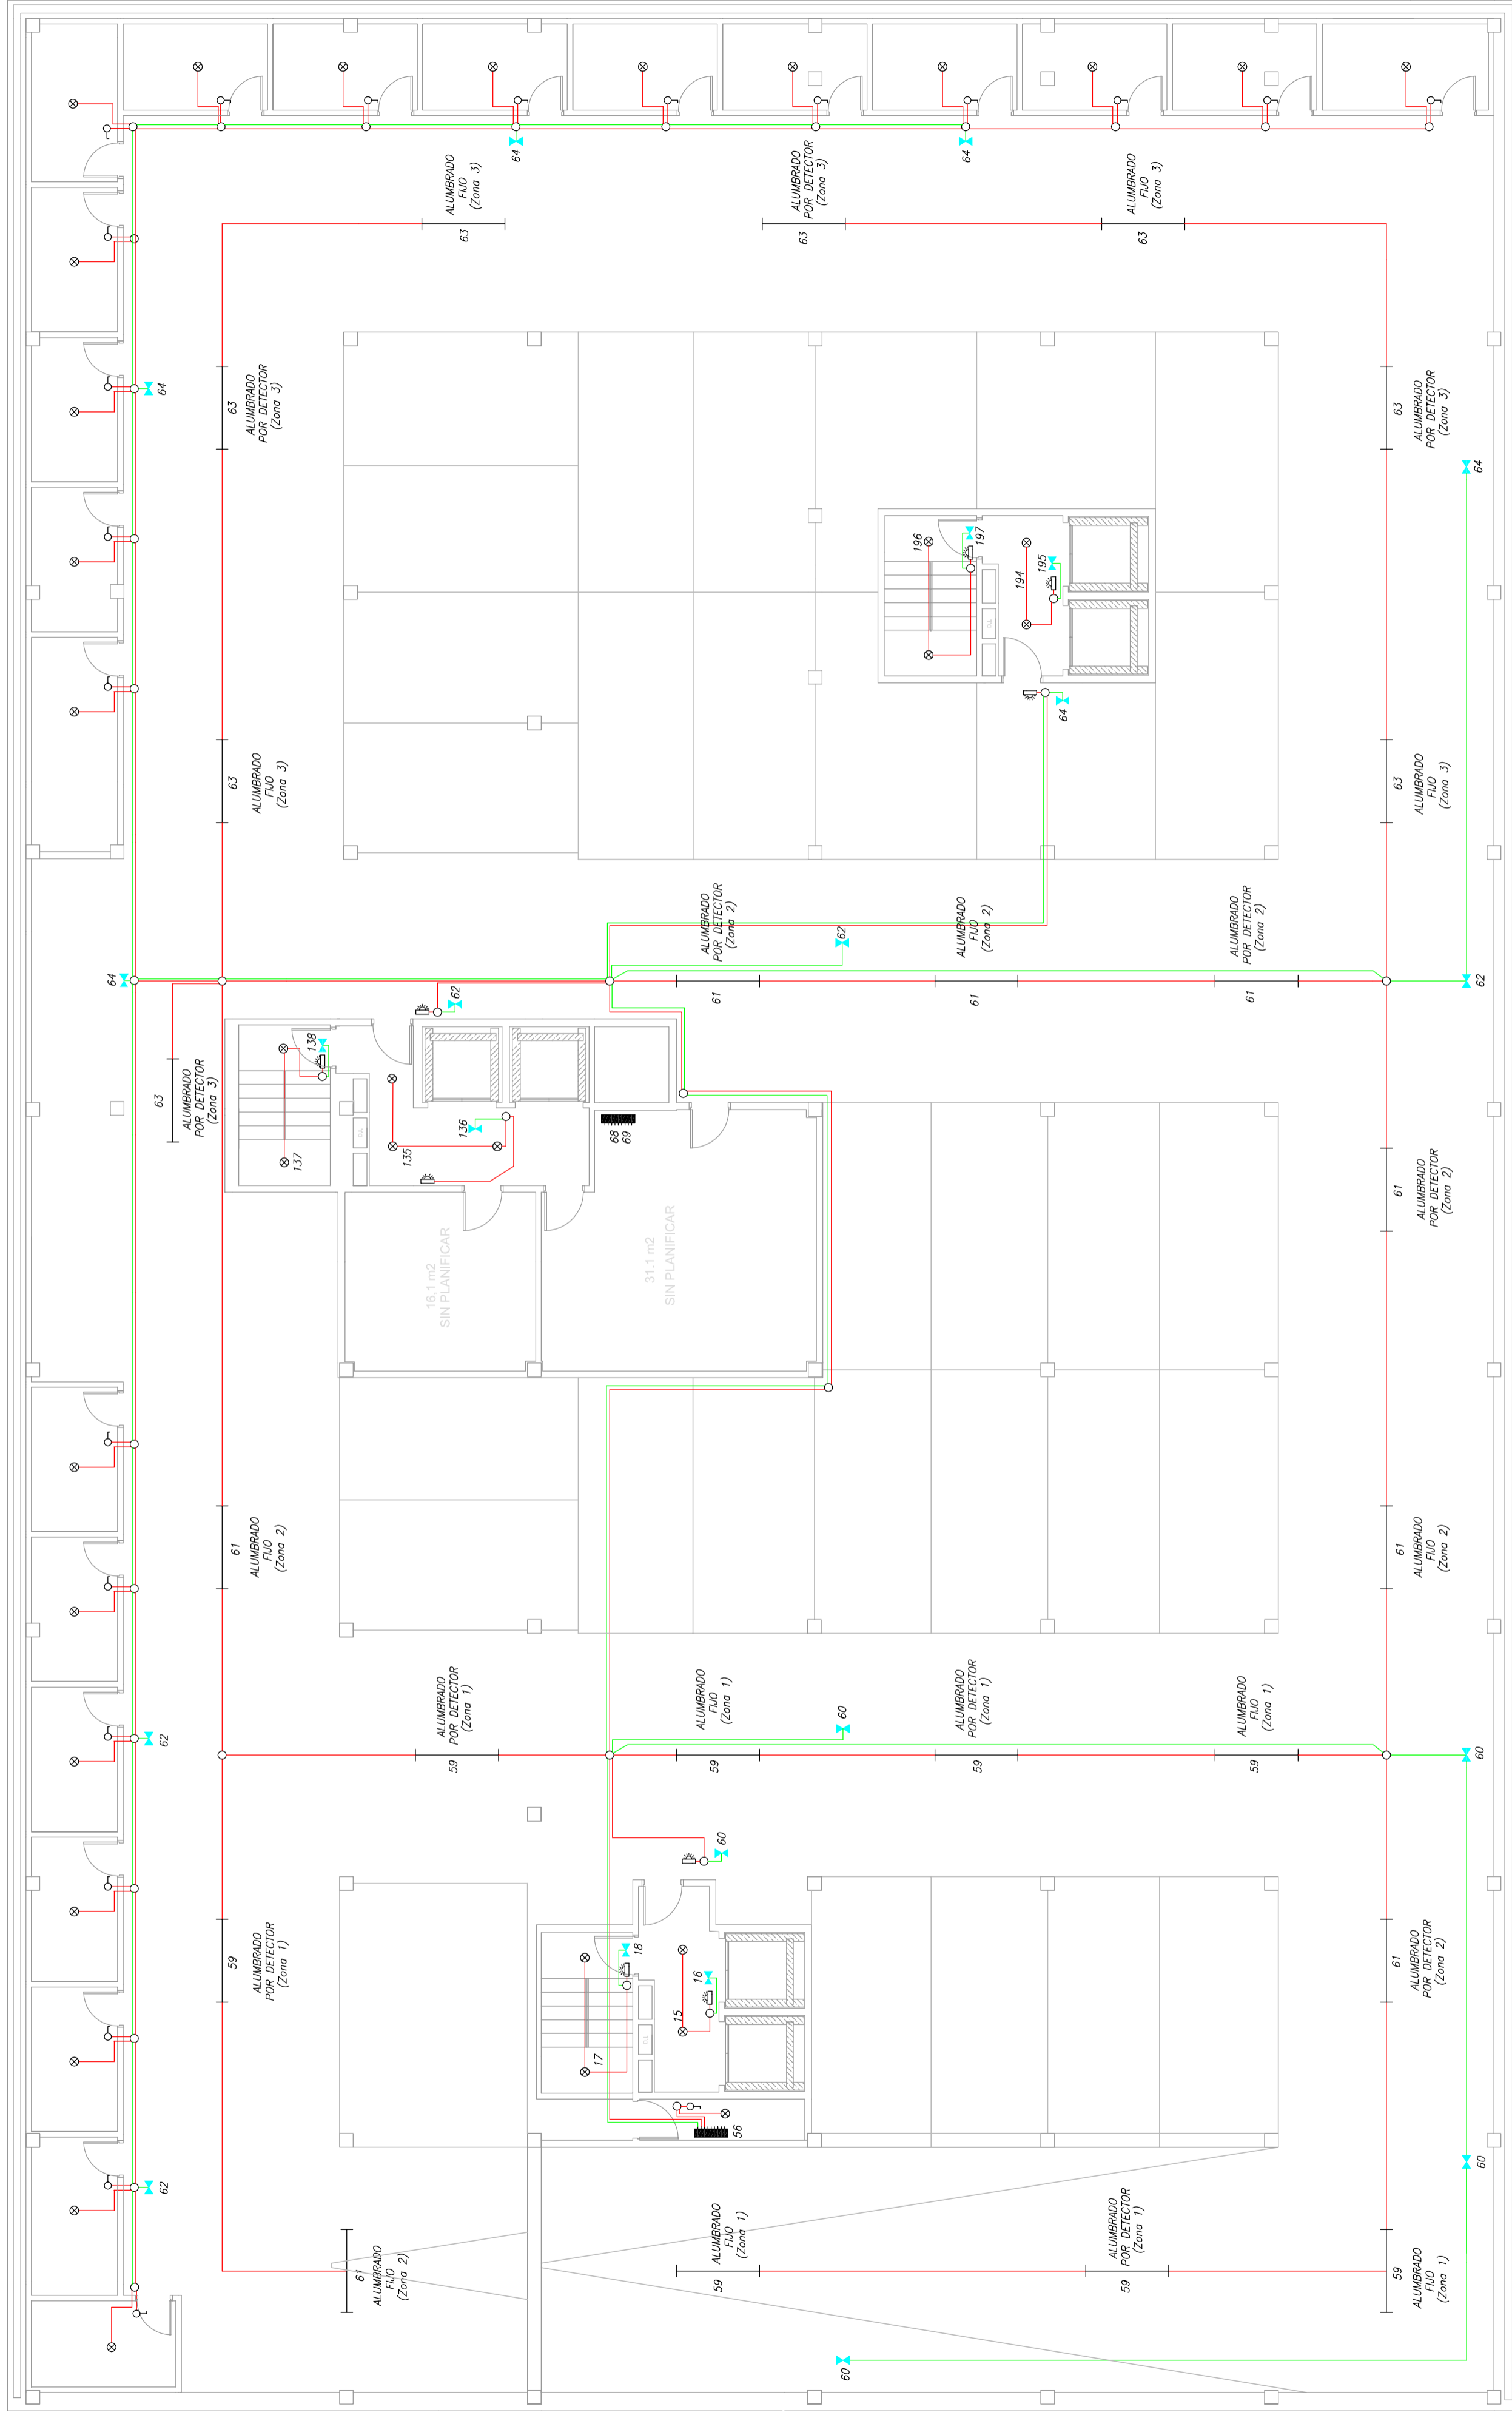 64
64
ALUMBRADO
FIJO
(Zona 3)
63
ALUMBRADO
POR DETECTOR
(Zona 3)
63
ALUMBRADO
FIJO
(Zona 3)
63
64
63
ALUMBRADO
POR DETECTOR
(Zona 3)
63
ALUMBRADO
POR DETECTOR
(Zona 3)
64
196
197
194
195
64
63
ALUMBRADO
FIJO
(Zona 3)
63
ALUMBRADO
FIJO
(Zona 3)
64
ALUMBRADO
POR DETECTOR
(Zona 2)
61
62
ALUMBRADO
FIJO
(Zona 2)
61
ALUMBRADO
POR DETECTOR
(Zona 2)
61
62
62
63
ALUMBRADO
POR DETECTOR
(Zona 3)
138
137
136
135
68
69
16,1 m2
SIN PLANIFICAR
31.1 m2
SIN PLANIFICAR
61
ALUMBRADO
POR DETECTOR
(Zona 2)
61
ALUMBRADO
FIJO
(Zona 2)
61
ALUMBRADO
FIJO
(Zona 2)
62
ALUMBRADO
POR DETECTOR
(Zona 1)
59
ALUMBRADO
FIJO
(Zona 1)
59
60
ALUMBRADO
POR DETECTOR
(Zona 1)
59
ALUMBRADO
FIJO
(Zona 1)
59
60
60
59
ALUMBRADO
POR DETECTOR
(Zona 1)
18
17
16
15
56
61
ALUMBRADO
POR DETECTOR
(Zona 2)
62
60
61
ALUMBRADO
FIJO
(Zona 2)
ALUMBRADO
FIJO
(Zona 1)
59
ALUMBRADO
POR DETECTOR
(Zona 1)
59
59
ALUMBRADO
FIJO
(Zona 1)
60